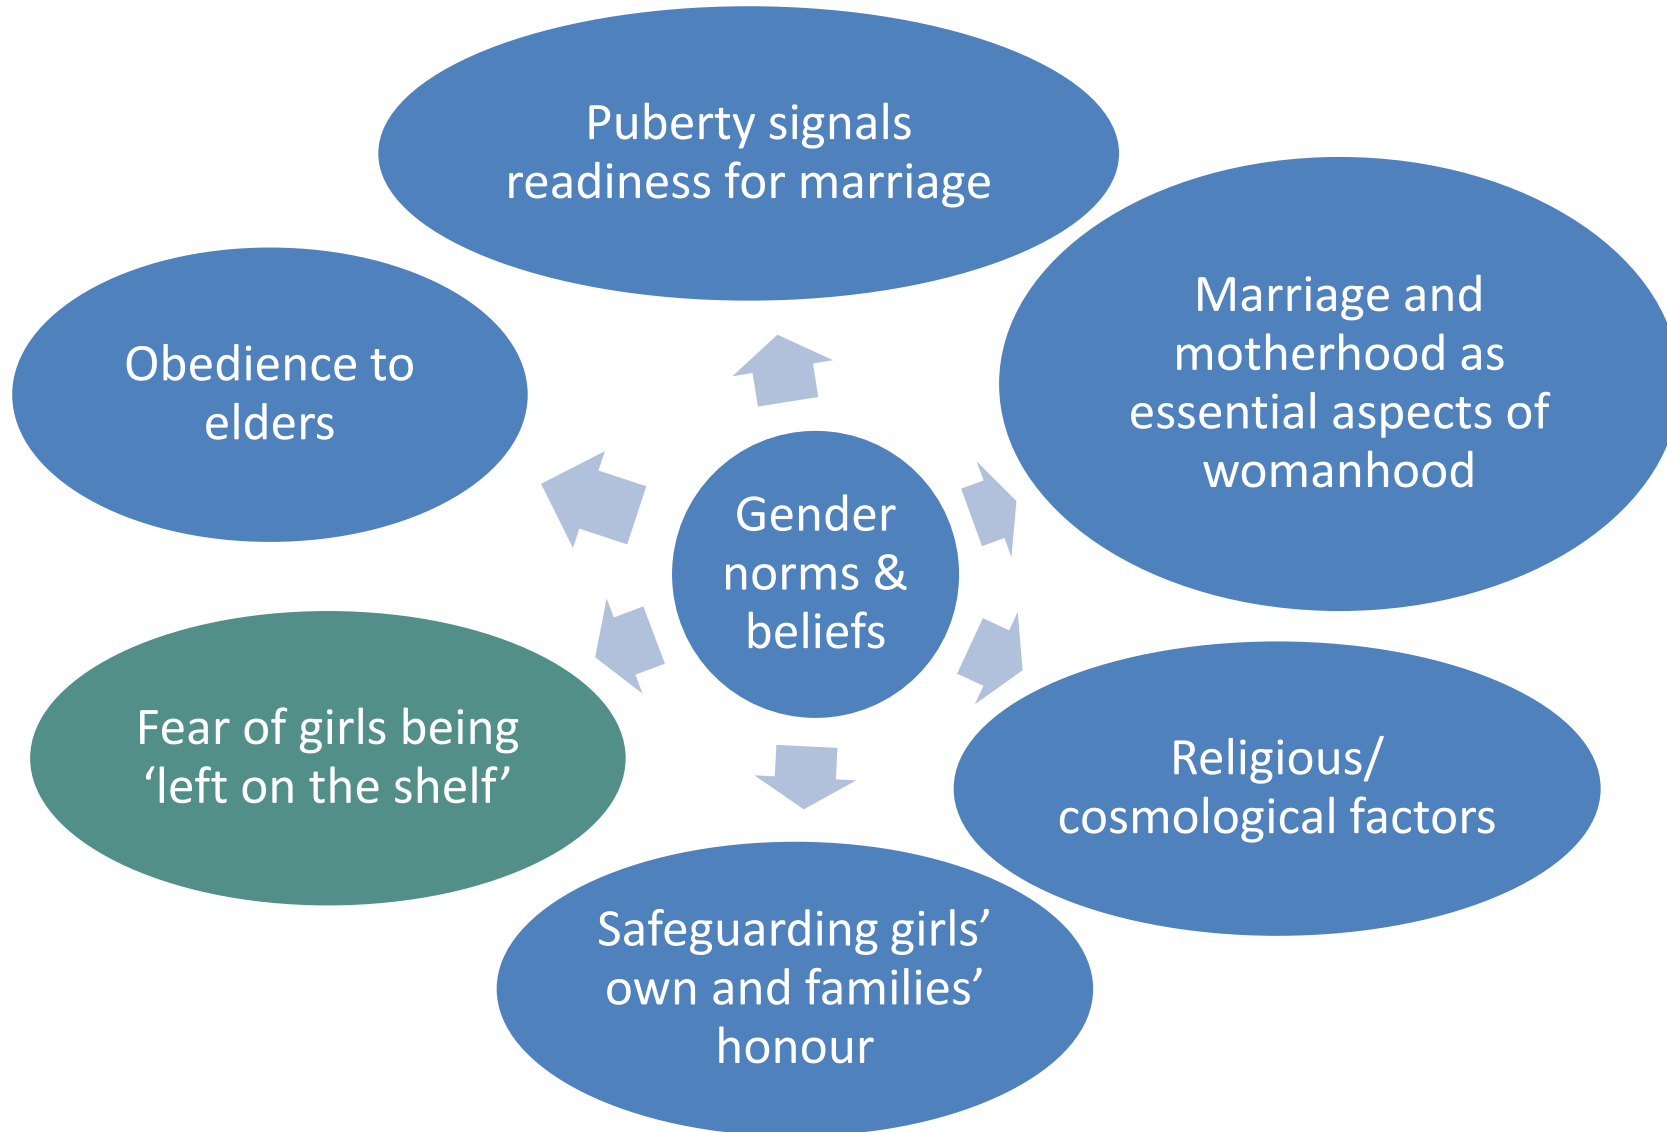 Puberty signals
readiness for marriage
Marriage and
motherhood as
essential aspects of
womanhood
Obedience to
elders
Gender
norms &
beliefs
Fear of girls being
‘left on the shelf’
Religious/
cosmological factors
Safeguarding girls’
own and families’
honour